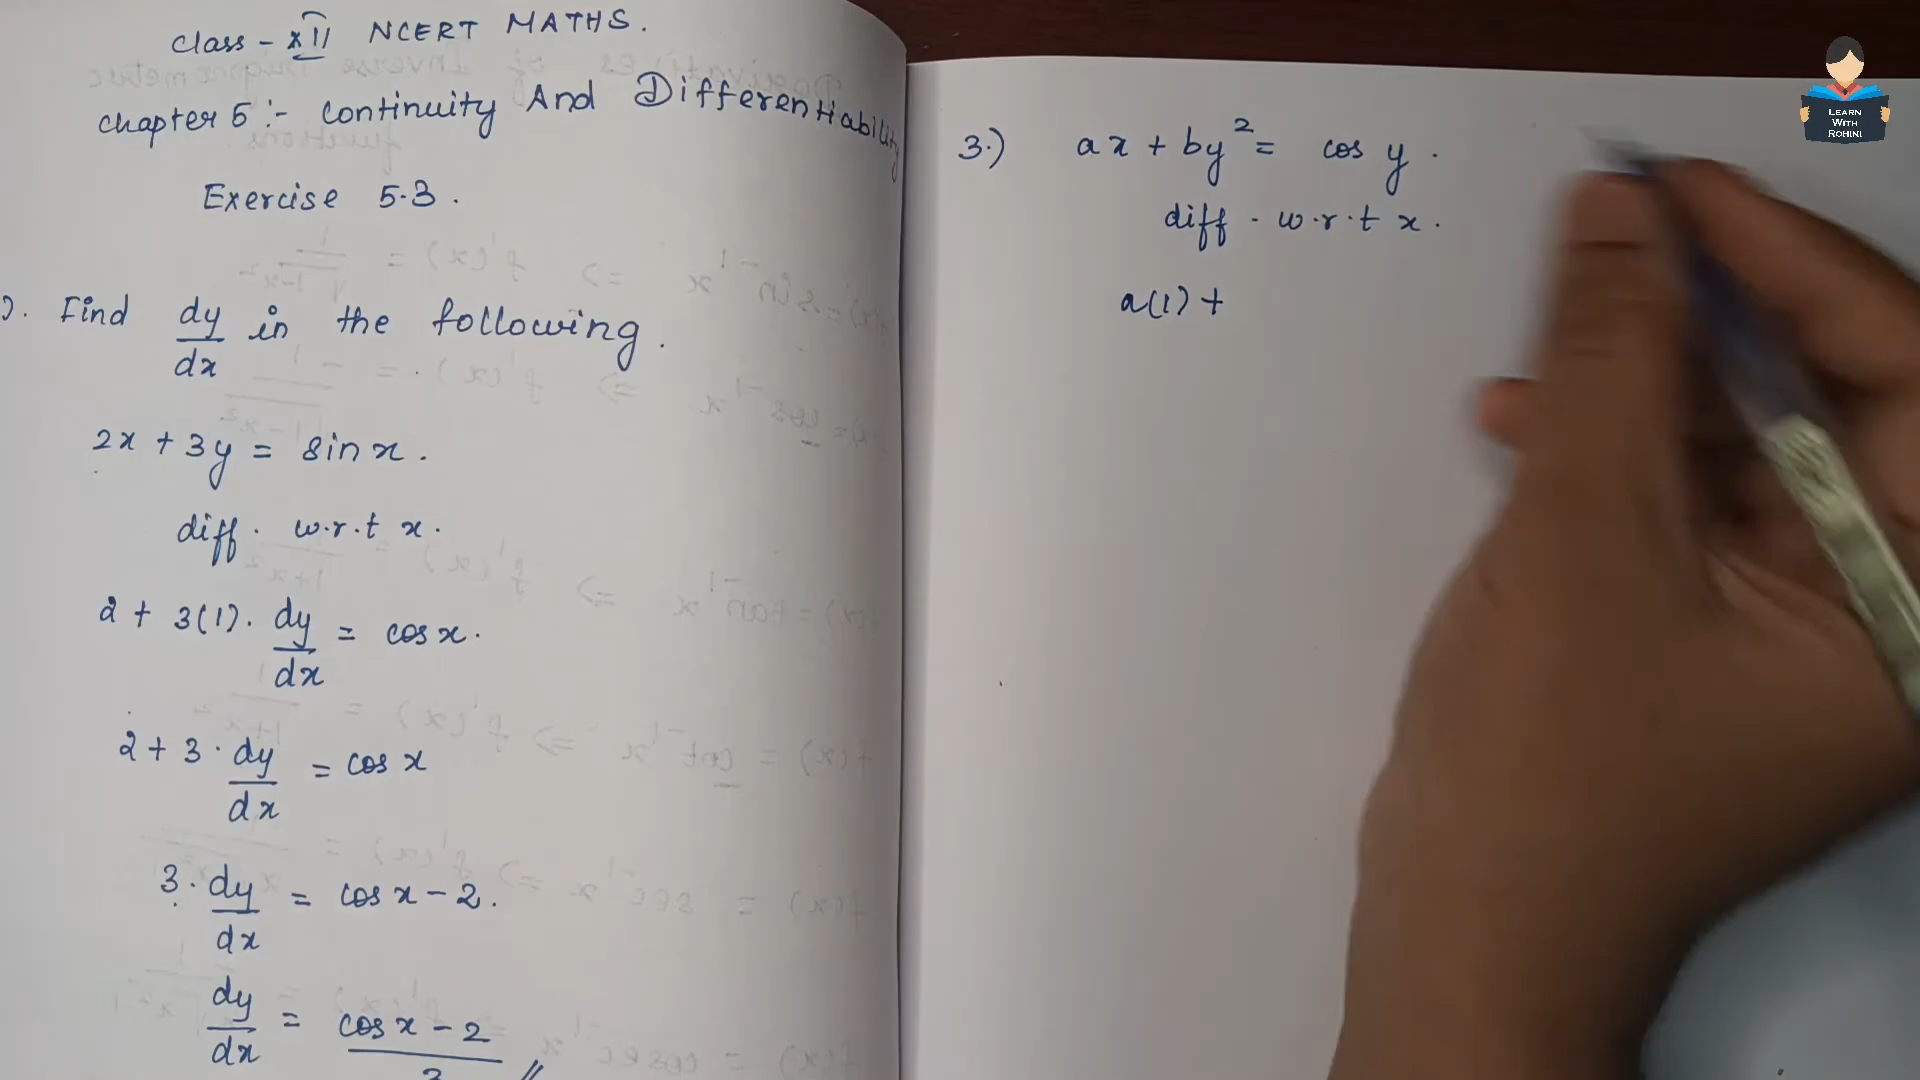 Class - XII NCERT MATHS.
Chapter 5 :- Continuity And Differentiability
Exercise 5.3.
). Find dy/dx in the following.
2x + 3y = sin x.
diff. w.r.t x.
2 + 3(1). dy/dx = cos x.
2 + 3 · dy/dx = cos x
3 · dy/dx = cos x - 2.
dy/dx = cos x - 2 / 3 //
3.) ax + by² = cos y.
diff. w.r.t x.
a(1) +
LEARN
WITH
ROHINI